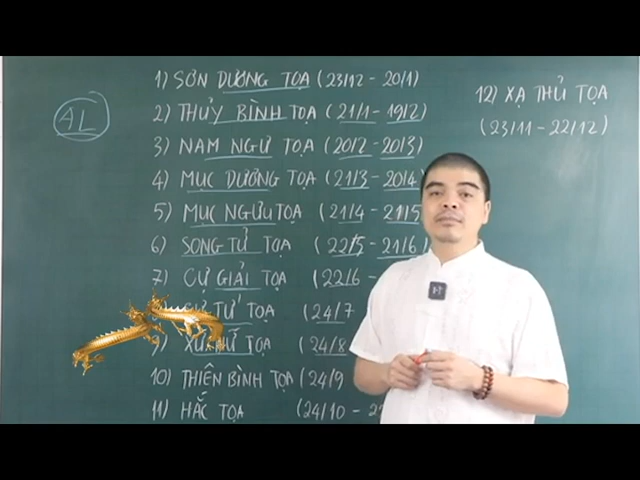 AL
1) SƠN DƯƠNG TỌA (23/12 - 20/1)
2) THỦY BÌNH TỌA (21/1 - 19/2)
3) NAM NGƯ TỌA (20/2 - 20/3)
4) MỤC DƯƠNG TỌA (21/3 - 20/4
5) MỤC NGƯU TỌA (21/4 - 21/5
6) SONG TỬ TỌA (22/5 - 21/6)
7) CỰ GIẢI TỌA (22/6 -
TỌA (24/7
9) TỌA (24/8
10) THIÊN BÌNH TỌA (24/9
11) HẮC TỌA (24/10 - 2
12) XẠ THỦ TỌA
(23/11 - 22/12)